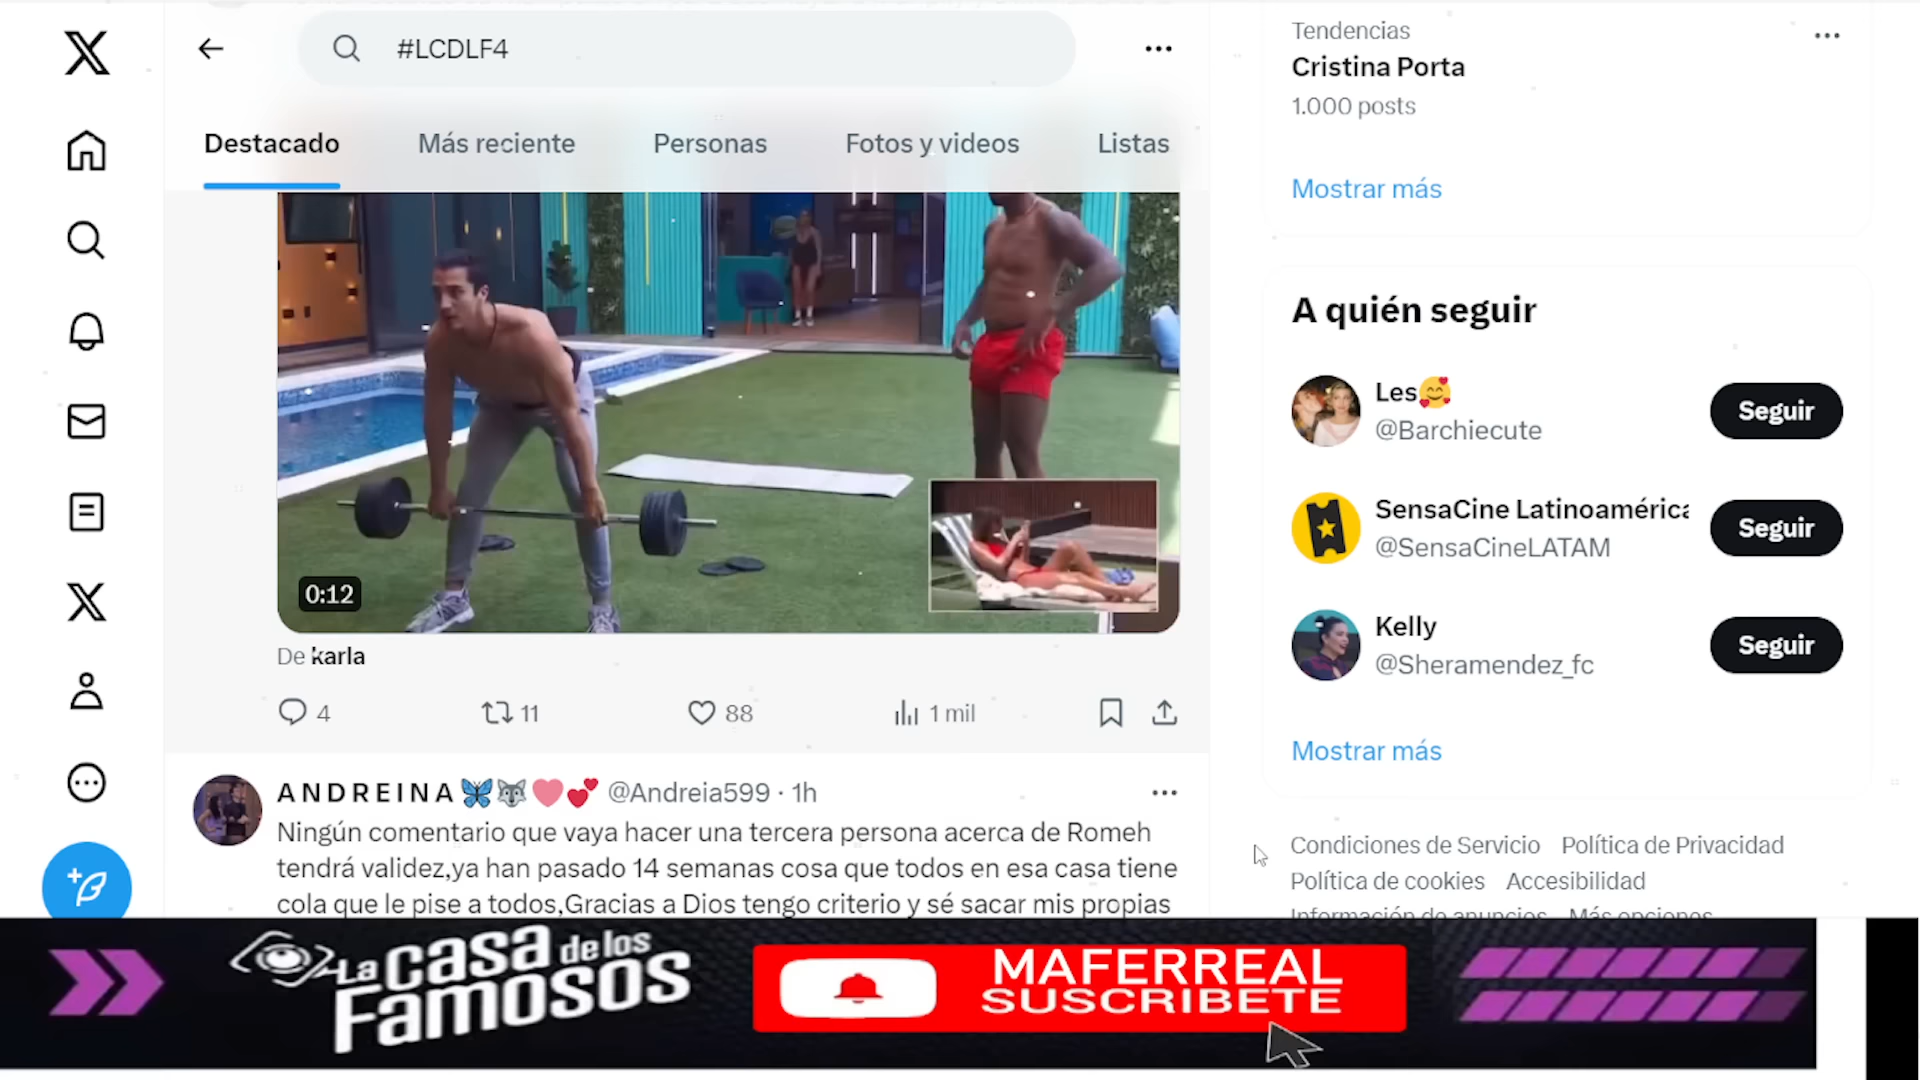 #LCDLF4
Destacado
Más reciente
Personas
Fotos y videos
Listas
0:12
De karla
4
11
88
1 mil
ANDREINA @Andreia599 · 1h
Ningún comentario que vaya hacer una tercera persona acerca de Romeh
tendrá validez,ya han pasado 14 semanas cosa que todos en esa casa tiene
cola que le pise a todos,Gracias a Dios tengo criterio y sé sacar mis propias
Tendencias
Cristina Porta
1.000 posts
Mostrar más
A quién seguir
Les
@Barchiecute
Seguir
SensaCine Latinoamérica
@SensaCineLATAM
Seguir
Kelly
@Sheramendez_fc
Seguir
Mostrar más
Condiciones de Servicio Política de Privacidad
Política de cookies Accesibilidad
Información de anuncios Más opciones
La casa de los
Famosos
MAFERREAL
SUSCRIBETE